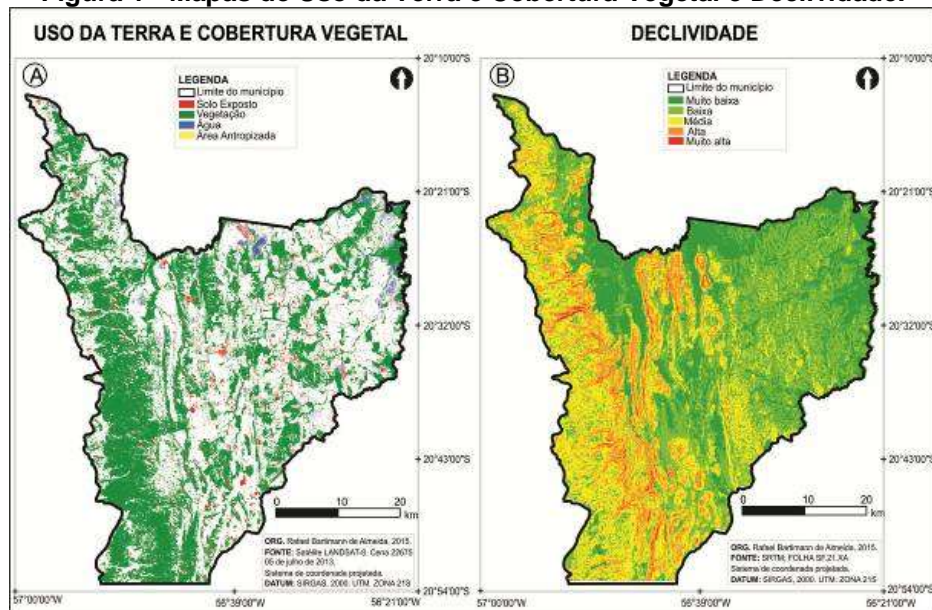 Figura 1 - Mapas de Uso da Terra e Cobertura Vegetal e Declividade.
USO DA TERRA E COBERTURA VEGETAL
A
LEGENDA
Limite do município
Solo Exposto
Vegetação
Água
Área Antropizada
0 10 20
km
ORG. Rafael Bartimann de Almeida, 2015.
FONTE: Satélite LANDSAT-8. Cena 22675
05 de julho de 2013.
Sistema de coordenada projetada.
DATUM: SIRGAS, 2000. UTM. ZONA 21S
57°00'00"W
56°39'00"W
56°21'00"W
20°10'00"S
20°21'00"S
20°32'00"S
20°43'00"S
20°54'00"S
DECLIVIDADE
B
LEGENDA
Limite do município
Muito baixa
Baixa
Média
Alta
Muito alta
0 10 20
km
ORG. Rafael Bartimann de Almeida, 2015.
FONTE: SRTM; FOLHA SF.21.XA
Sistema de coordenada projetada.
DATUM: SIRGAS, 2000. UTM. ZONA 21S
57°00'00"W
56°39'00"W
56°21'00"W
20°10'00"S
20°21'00"S
20°32'00"S
20°43'00"S
20°54'00"S